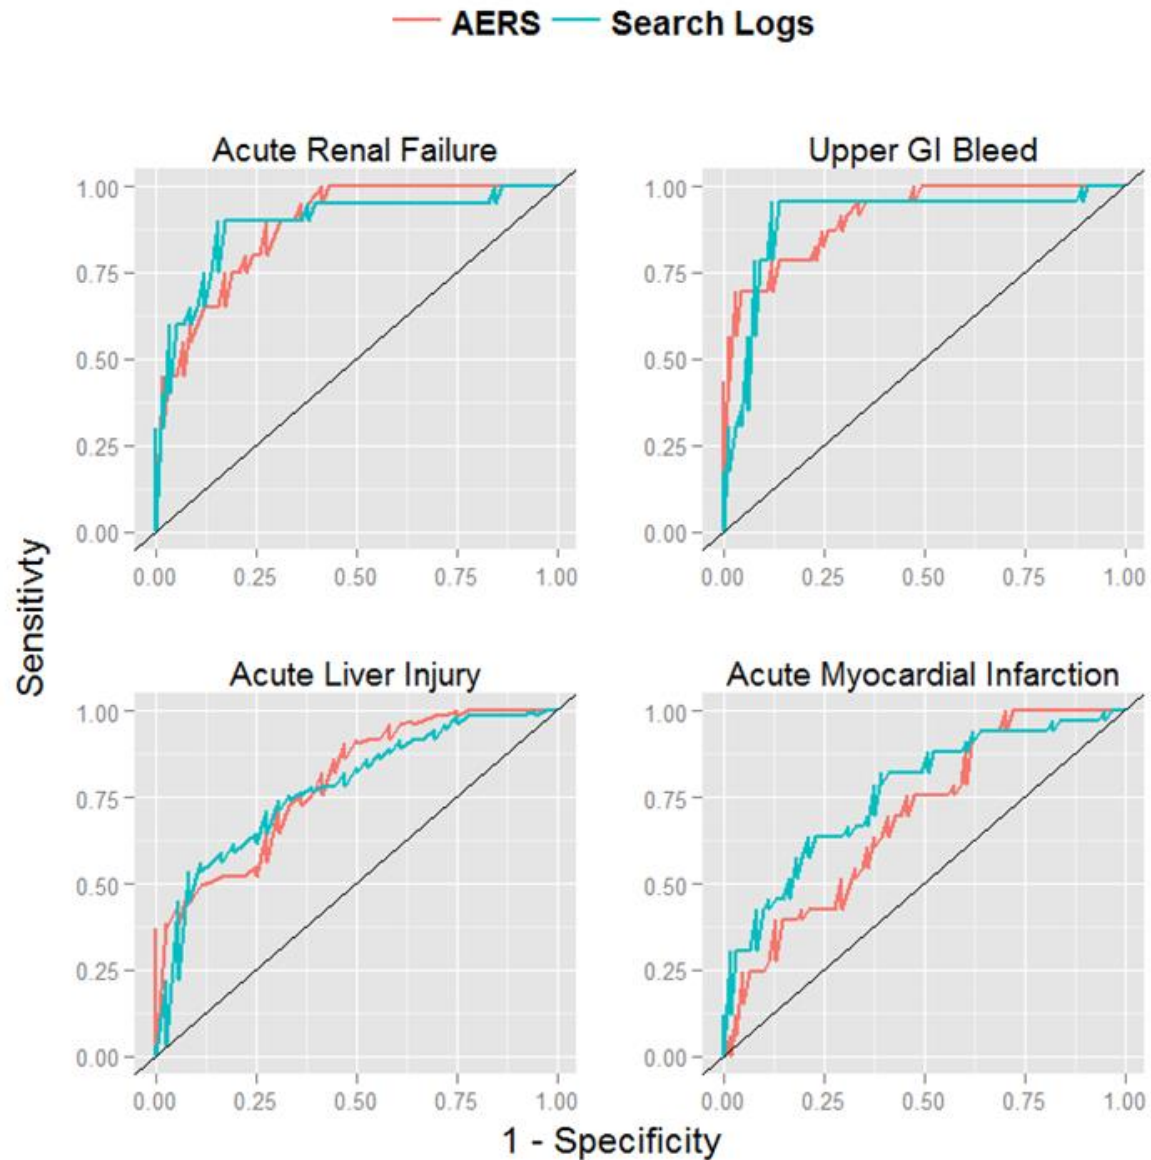 AERS Search Logs
Acute Renal Failure
Upper GI Bleed
1.00
0.75
0.50
0.25
0.00
0.00 0.25 0.50 0.75 1.00
1.00
0.75
0.50
0.25
0.00
0.00 0.25 0.50 0.75 1.00
Sensitivty
Acute Liver Injury
Acute Myocardial Infarction
1.00
0.75
0.50
0.25
0.00
0.00 0.25 0.50 0.75 1.00
1.00
0.75
0.50
0.25
0.00
0.00 0.25 0.50 0.75 1.00
1 - Specificity